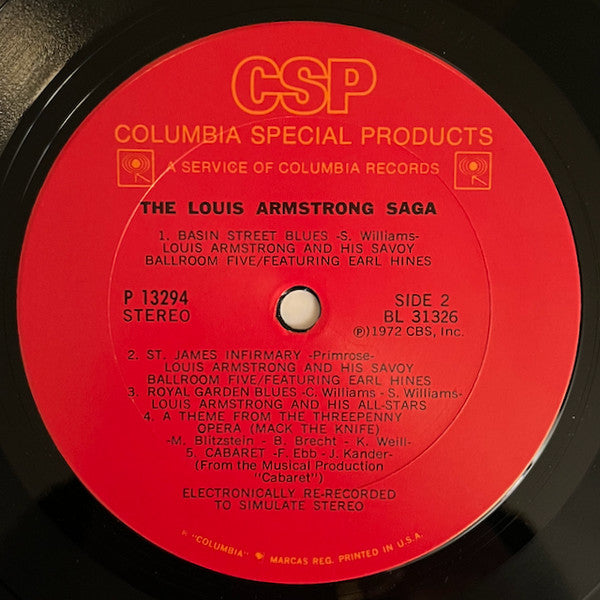 CSP
COLUMBIA SPECIAL PRODUCTS
A SERVICE OF COLUMBIA RECORDS
THE LOUIS ARMSTRONG SAGA
1. BASIN STREET BLUES -S. Williams-
LOUIS ARMSTRONG AND HIS SAVOY
BALLROOM FIVE/FEATURING EARL HINES
P 13294
STEREO
SIDE 2
BL 31326
Ⓟ1972 CBS, Inc.
2. ST. JAMES INFIRMARY -Primrose-
LOUIS ARMSTRONG AND HIS SAVOY
BALLROOM FIVE/FEATURING EARL HINES
3. ROYAL GARDEN BLUES -C. Williams - S. Williams-
LOUIS ARMSTRONG AND HIS ALL-STARS
4. A THEME FROM THE THREEPENNY
OPERA (MACK THE KNIFE)
-M. Blitzstein - B. Brecht - K. Weill-
5. CABARET -F. Ebb - J. Kander-
(From the Musical Production
"Cabaret")
ELECTRONICALLY RE-RECORDED
TO SIMULATE STEREO
"COLUMBIA" MARCAS REG. PRINTED IN U.S.A.